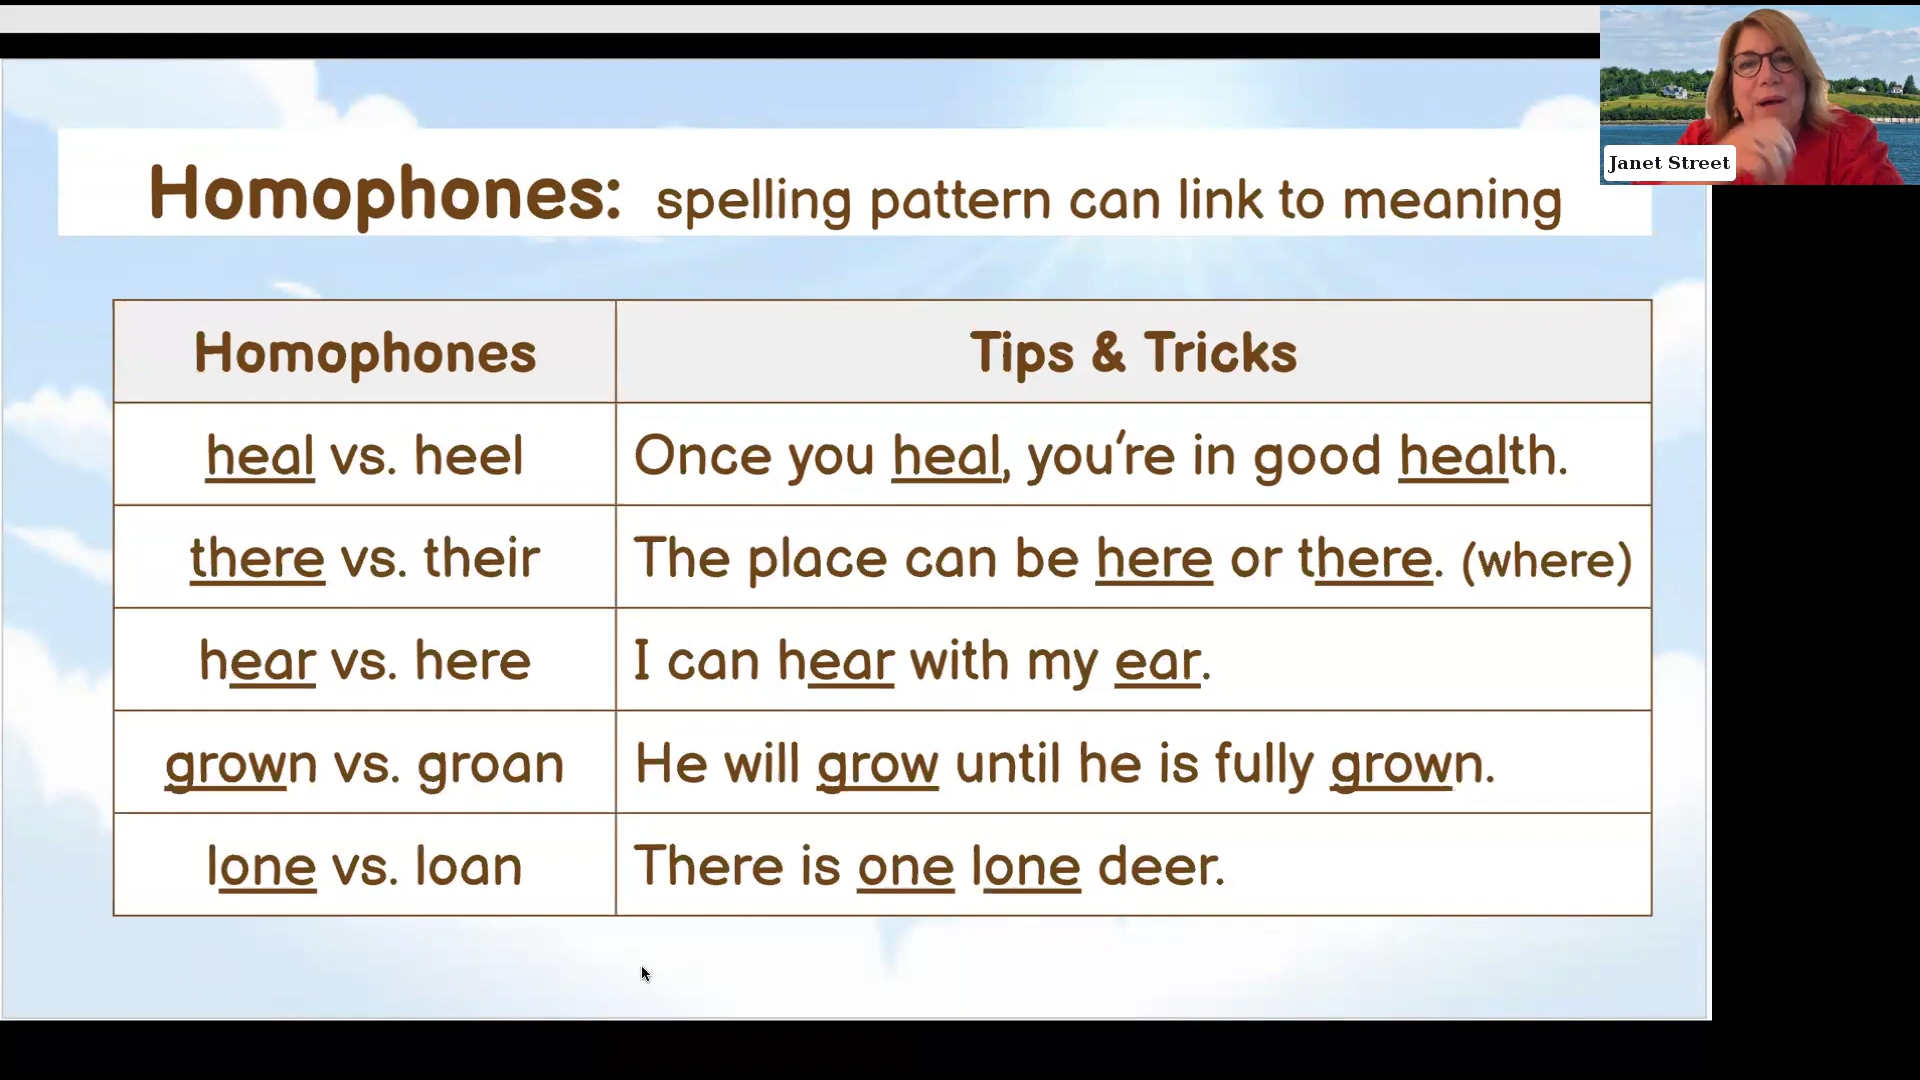 Janet Street
Homophones: spelling pattern can link to meaning
Homophones Tips & Tricks
heal vs. heel Once you heal, you're in good health.
there vs. their The place can be here or there. (where)
hear vs. here I can hear with my ear.
grown vs. groan He will grow until he is fully grown.
lone vs. loan There is one lone deer.